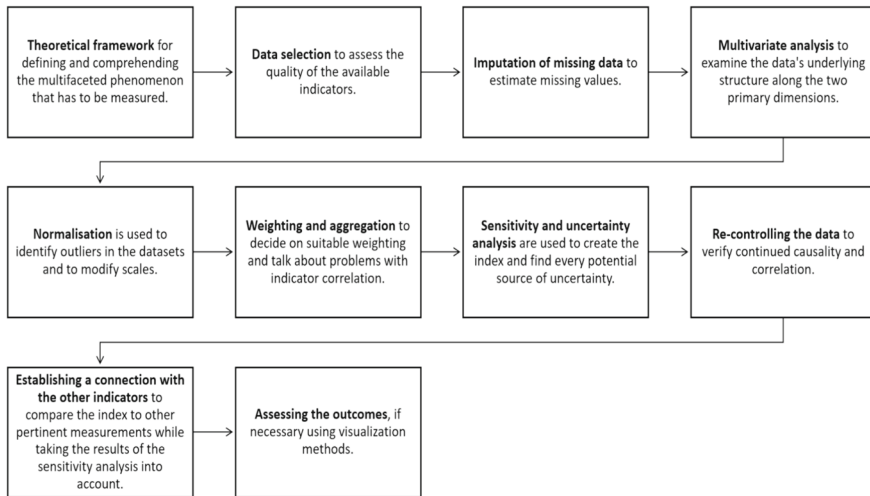 Theoretical framework for
defining and comprehending
the multifaceted phenomenon
that has to be measured.
Data selection to assess the
quality of the available
indicators.
Imputation of missing data to
estimate missing values.
Multivariate analysis to
examine the data's underlying
structure along the two
primary dimensions.
Normalisation is used to
identify outliers in the datasets
and to modify scales.
Weighting and aggregation to
decide on suitable weighting
and talk about problems with
indicator correlation.
Sensitivity and uncertainty
analysis are used to create the
index and find every potential
source of uncertainty.
Re-controlling the data to
verify continued causality and
correlation.
Establishing a connection with
the other indicators to
compare the index to other
pertinent measurements while
taking the results of the
sensitivity analysis into
account.
Assessing the outcomes, if
necessary using visualization
methods.